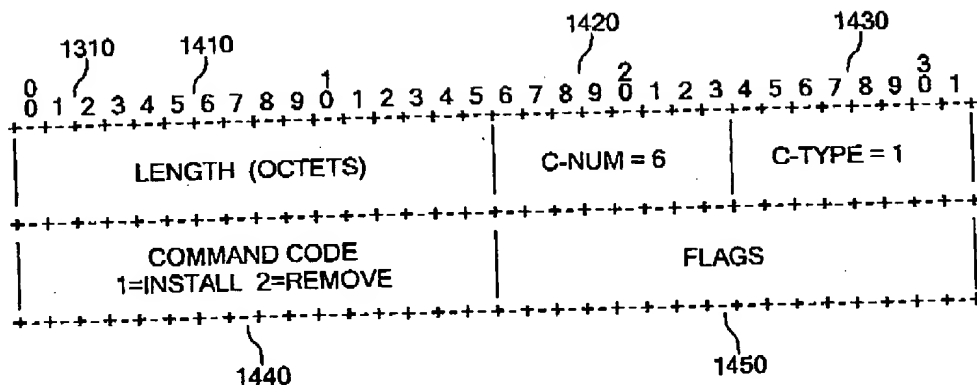 1310 1410 1420 1430
0 1 2 3
0 1 2 3 4 5 6 7 8 9 0 1 2 3 4 5 6 7 8 9 0 1 2 3 4 5 6 7 8 9 0 1
+-+-+-+-+-+-+-+-+-+-+-+-+-+-+-+-+-+-+-+-+-+-+-+-+-+-+-+-+-+-+-+-+
LENGTH (OCTETS) C-NUM = 6 C-TYPE = 1
+-+-+-+-+-+-+-+-+-+-+-+-+-+-+-+-+-+-+-+-+-+-+-+-+-+-+-+-+-+-+-+-+
COMMAND CODE FLAGS
1=INSTALL 2=REMOVE
+-+-+-+-+-+-+-+-+-+-+-+-+-+-+-+-+-+-+-+-+-+-+-+-+-+-+-+-+-+-+-+-+
1440 1450